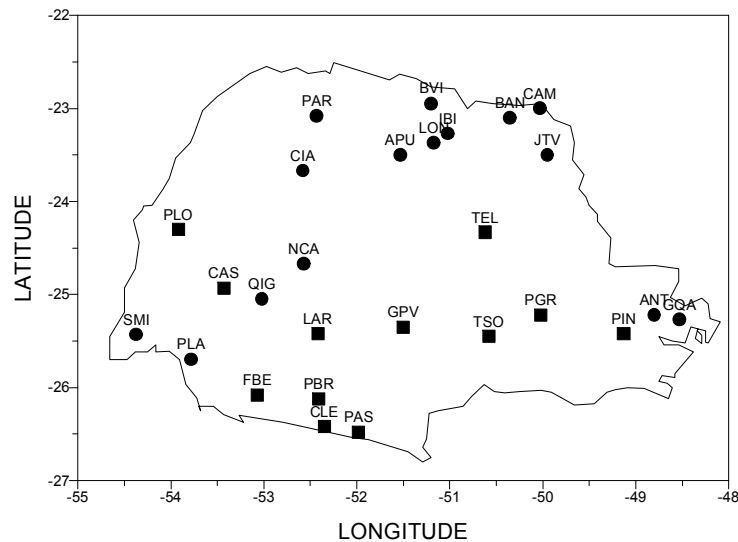 -22
BVI
CAM
PAR
BAN
-23
IBI
LON
APU
JTV
CIA
-24
PLO
TEL
NCA
CAS
QIG
-25
LATITUDE
SMI
LAR
GPV
TSO
PGR
PIN
ANT
GQA
PLA
FBE
PBR
-26
CLE
PAS
-27
-55
-54
-53
-52
-51
-50
-49
-48
LONGITUDE